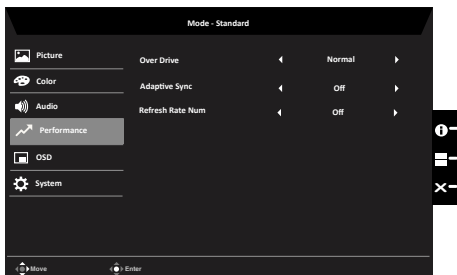 Mode - Standard
Picture
Color
Audio
Performance
OSD
System
Over Drive Normal
Adaptive Sync Off
Refresh Rate Num Off
Move Enter